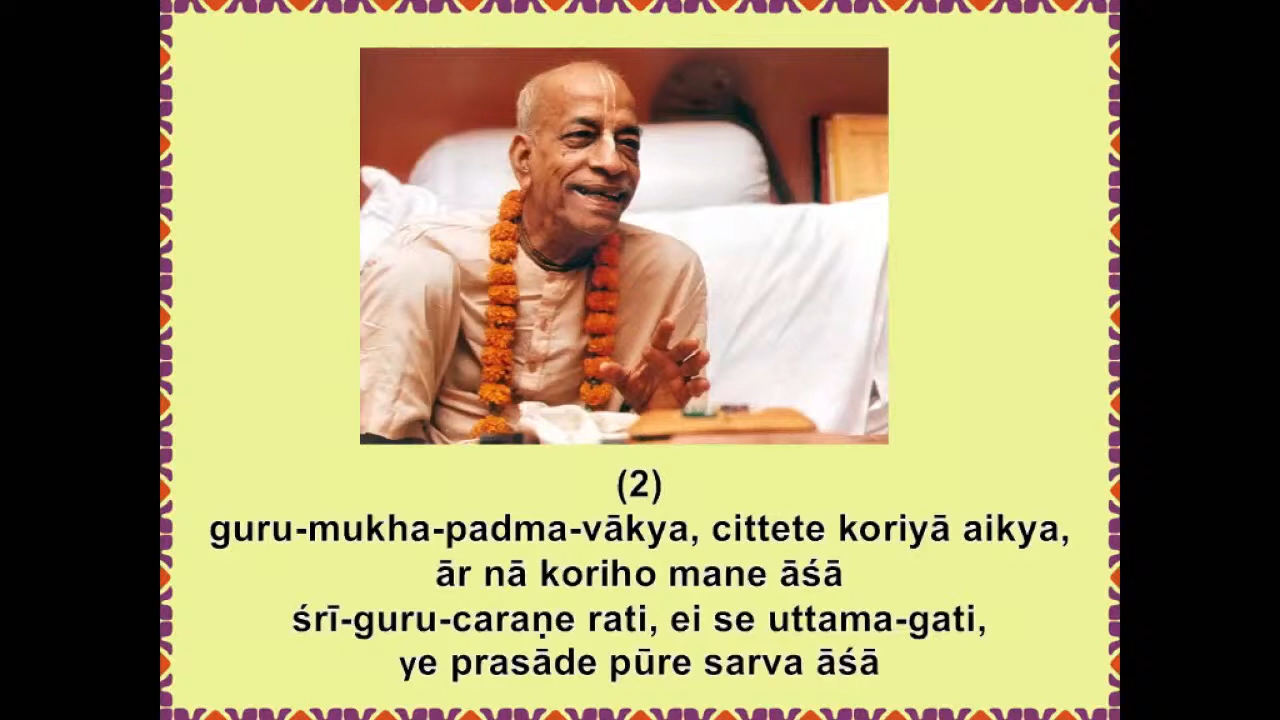 (2)
guru-mukha-padma-vākya, cittete koriyā aikya,
ār nā koriho mane āśā
śrī-guru-caraṇe rati, ei se uttama-gati,
ye prasāde pūre sarva āśā